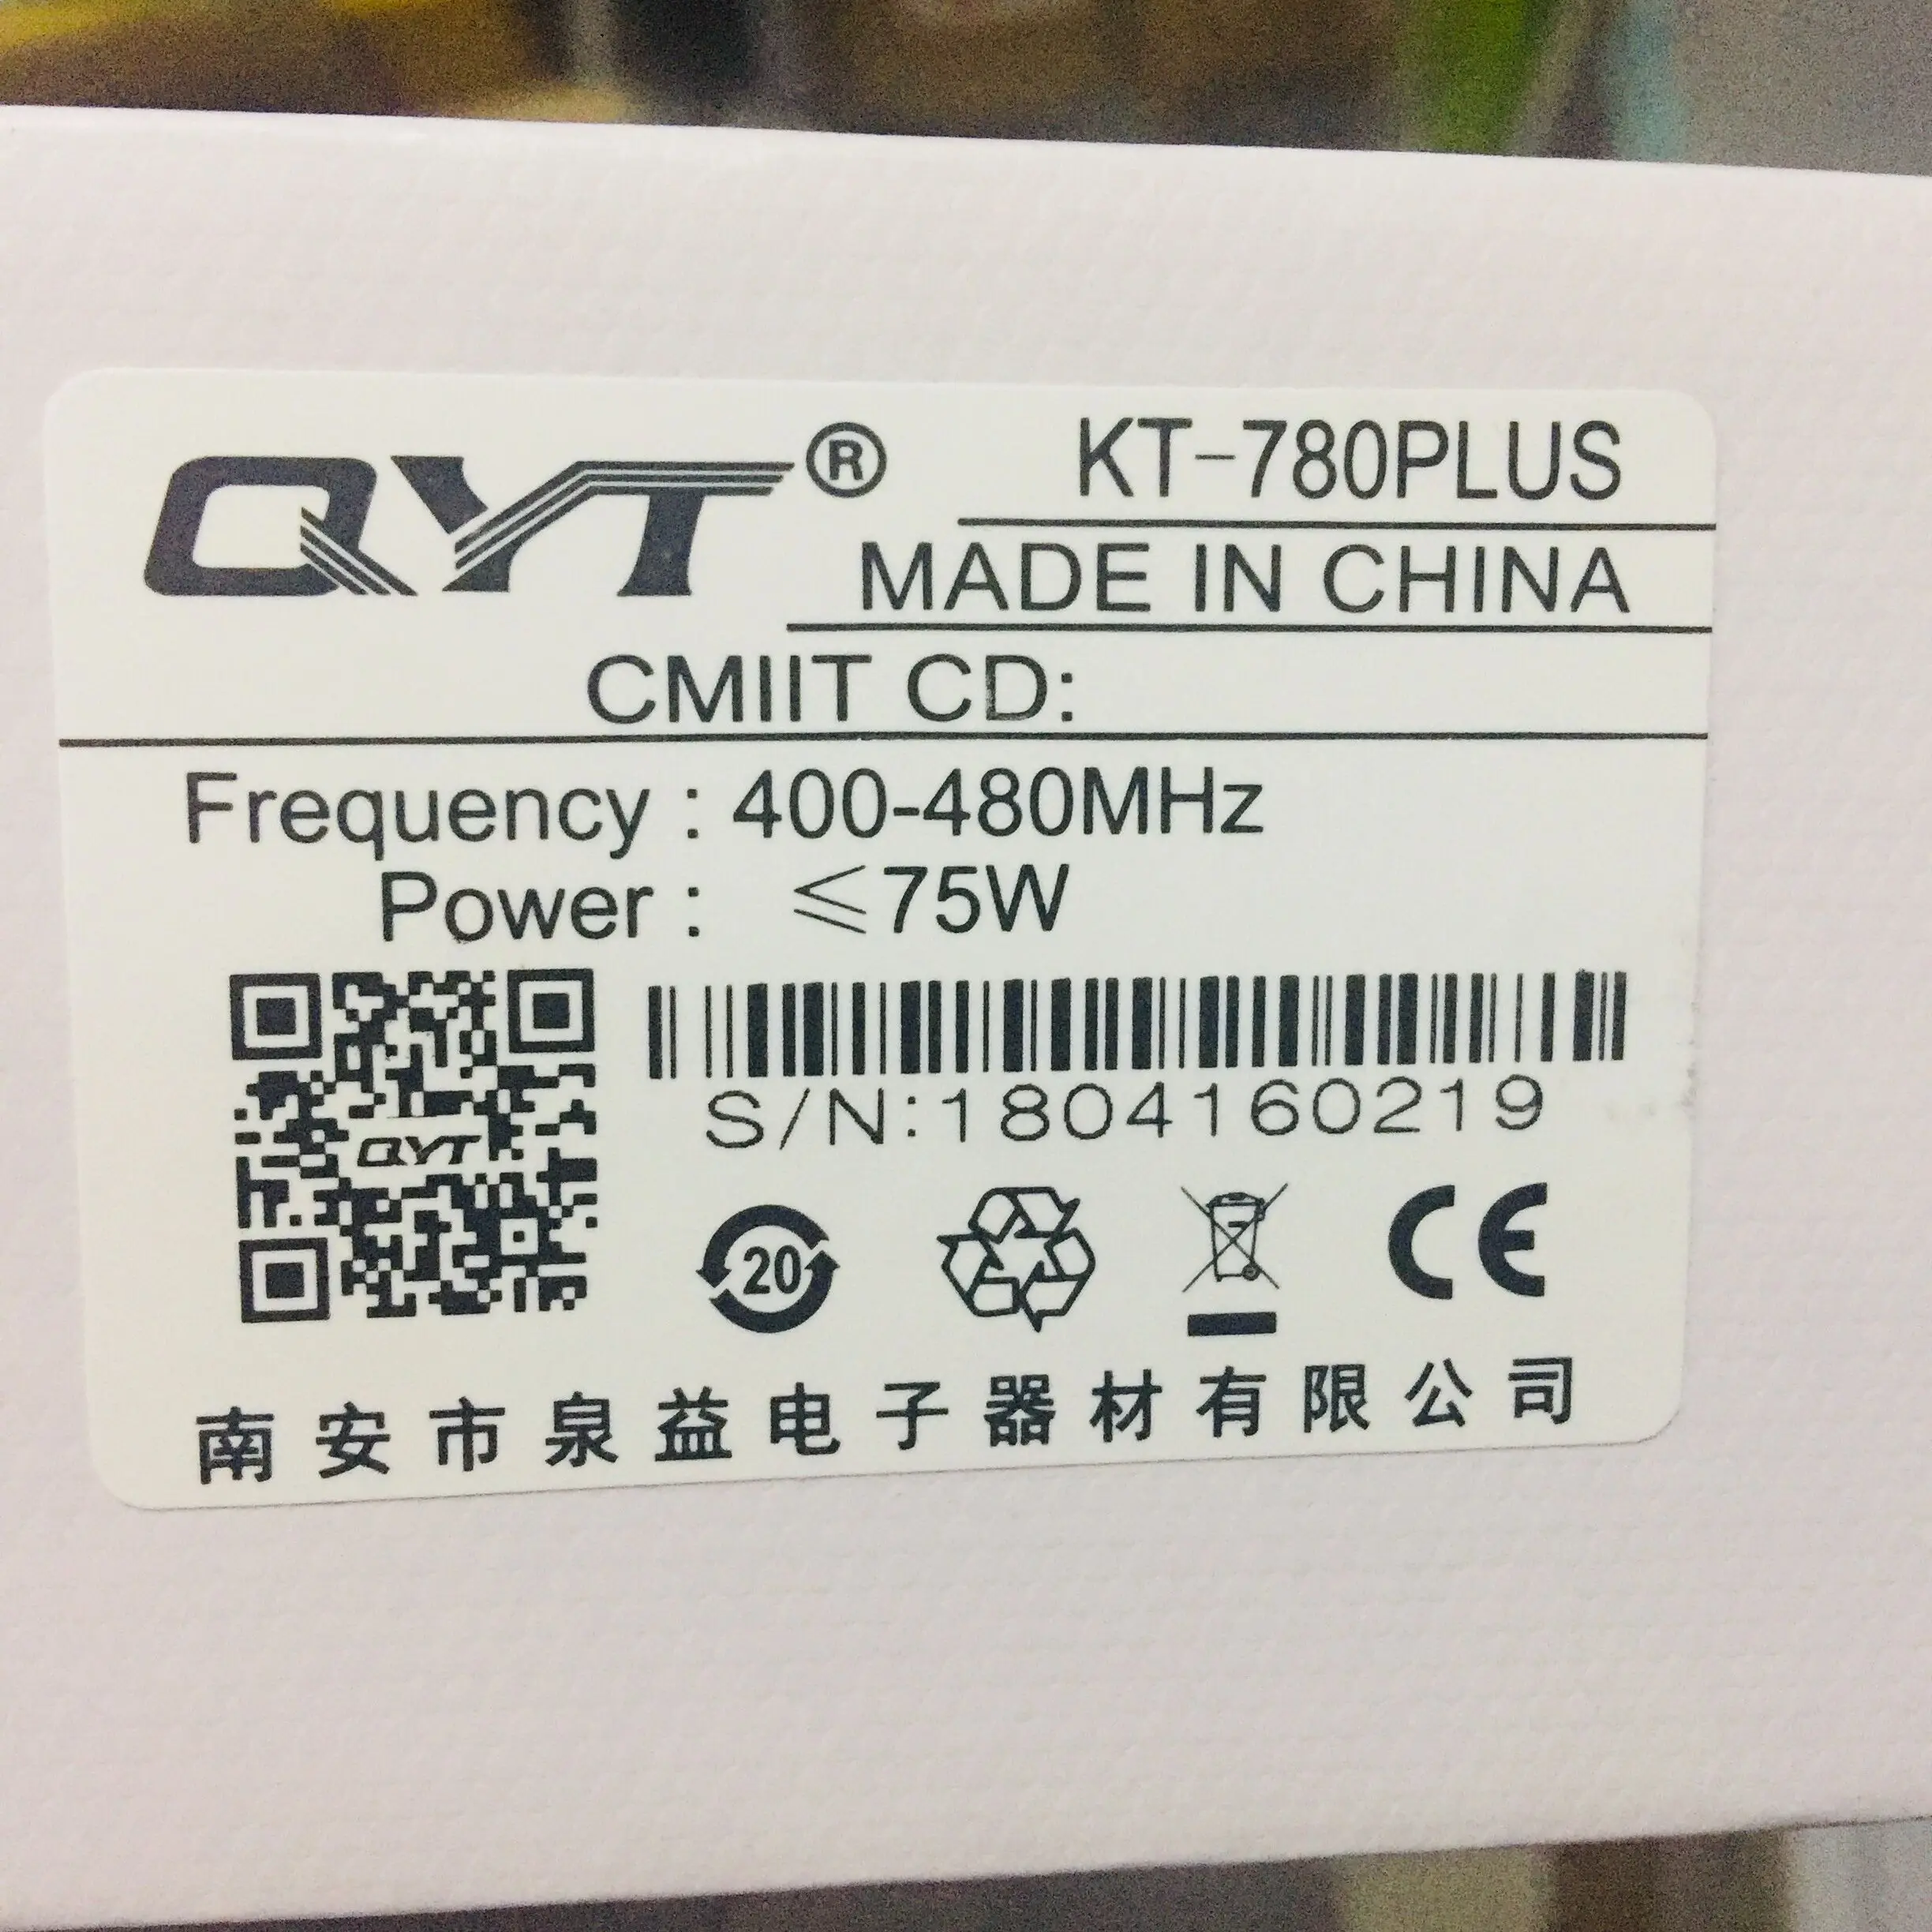 QYT® KT-780PLUS
MADE IN CHINA
CMIIT CD:
Frequency : 400-480MHz
Power : ≤75W
QYT
S/N:1804160219
20
CE
南安市泉益电子器材有限公司